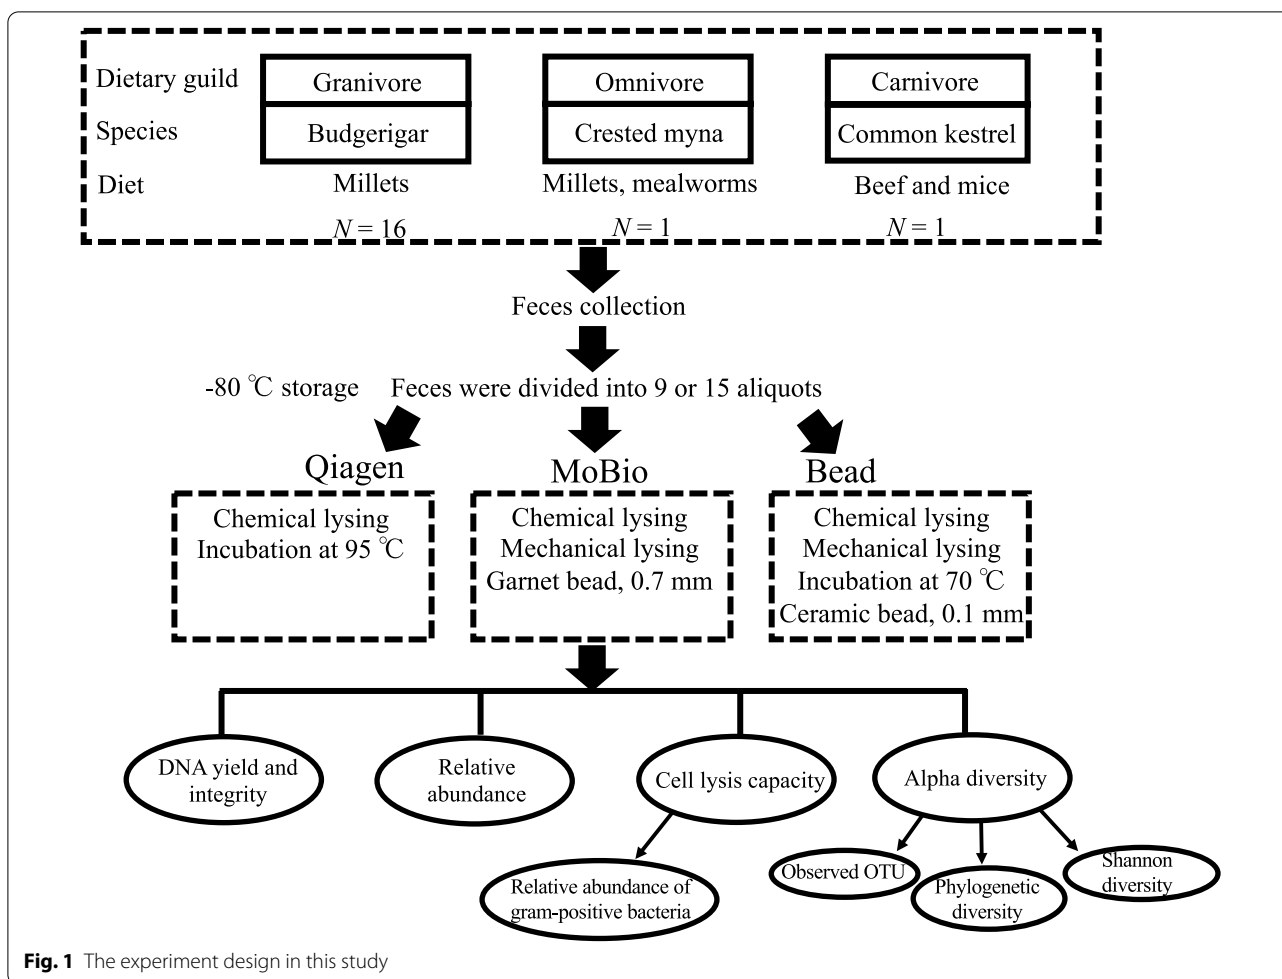 Dietary guild Granivore Omnivore Carnivore
Species Budgerigar Crested myna Common kestrel
Diet Millets Millets, mealworms Beef and mice
N = 16 N = 1 N = 1
Feces collection
-80 ℃ storage Feces were divided into 9 or 15 aliquots
Qiagen MoBio Bead
Chemical lysing
Incubation at 95 ℃
Chemical lysing
Mechanical lysing
Garnet bead, 0.7 mm
Chemical lysing
Mechanical lysing
Incubation at 70 ℃
Ceramic bead, 0.1 mm
DNA yield and
integrity
Relative
abundance
Cell lysis capacity
Alpha diversity
Relative abundance of
gram-positive bacteria
Observed OTU
Phylogenetic
diversity
Shannon
diversity
Fig. 1 The experiment design in this study